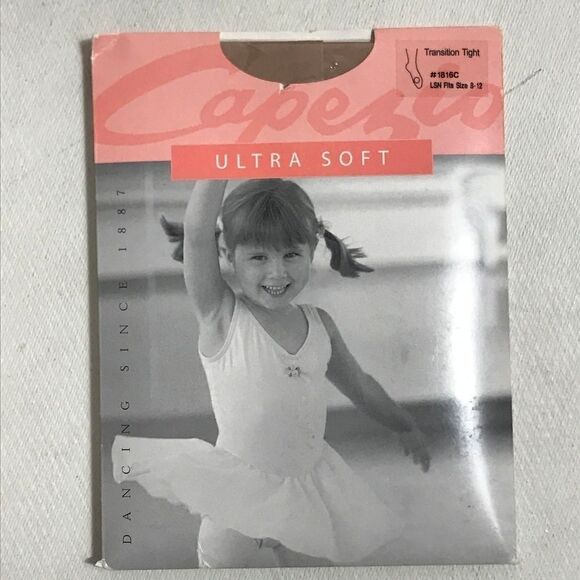 Capezio
Transition Tight
#1816C
LSN Fits Size 8-12
ULTRA SOFT
DANCING SINCE 1887